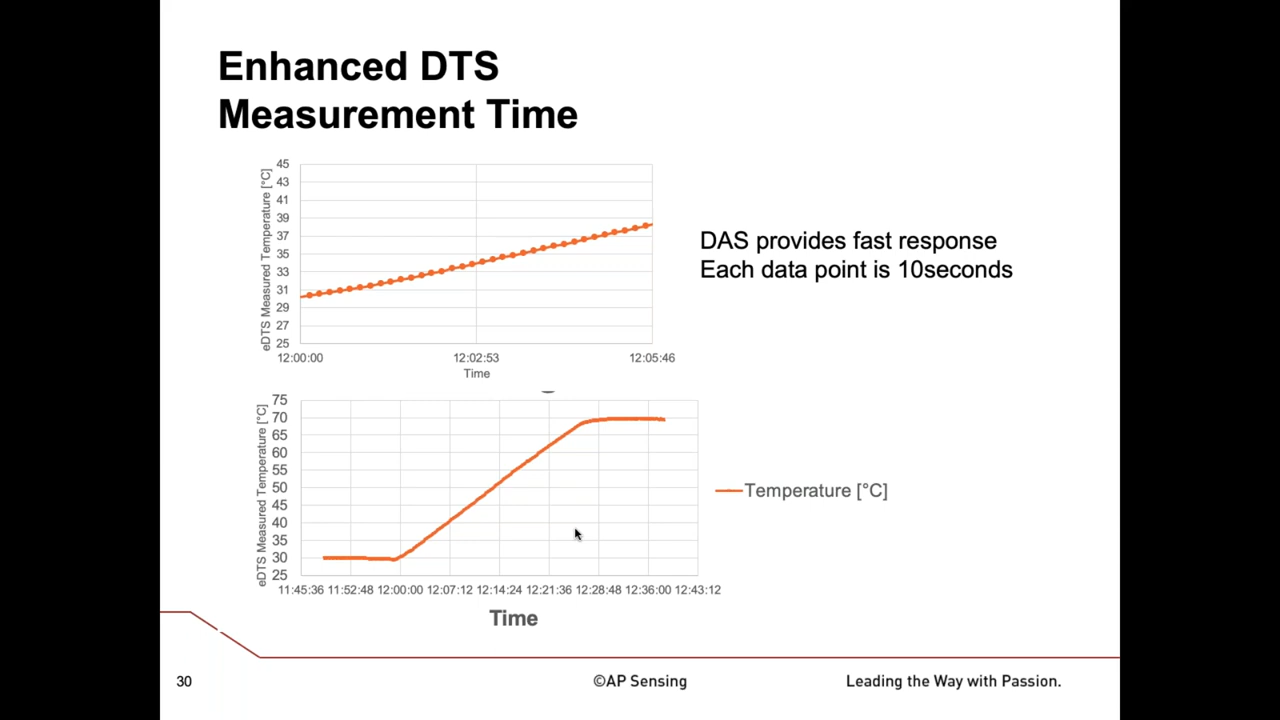 Enhanced DTS
Measurement Time
eDTS Measured Temperature [°C]
45
43
41
39
37
35
33
31
29
27
25
12:00:00 12:02:53 12:05:46
Time
DAS provides fast response
Each data point is 10seconds
eDTS Measured Temperature [°C]
75
70
65
60
55
50
45
40
35
30
25
11:45:36 11:52:48 12:00:00 12:07:12 12:14:24 12:21:36 12:28:48 12:36:00 12:43:12
Time
Temperature [°C]
30
©AP Sensing
Leading the Way with Passion.